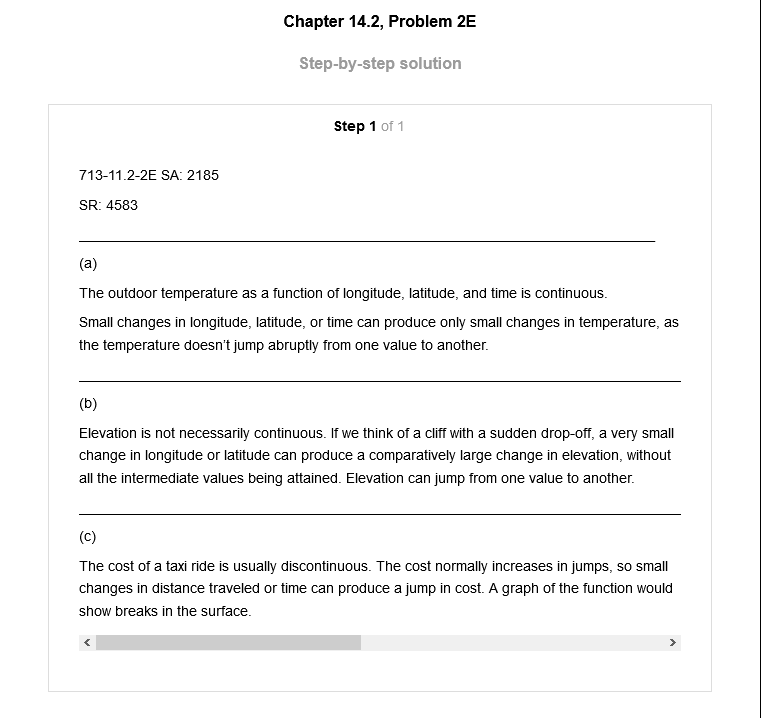 Chapter 14.2, Problem 2E
Step-by-step solution
Step 1 of 1
713-11.2-2E SA: 2185
SR: 4583
(a)
The outdoor temperature as a function of longitude, latitude, and time is continuous.
Small changes in longitude, latitude, or time can produce only small changes in temperature, as
the temperature doesn't jump abruptly from one value to another.
(b)
Elevation is not necessarily continuous. If we think of a cliff with a sudden drop-off, a very small
change in longitude or latitude can produce a comparatively large change in elevation, without
all the intermediate values being attained. Elevation can jump from one value to another.
(c)
The cost of a taxi ride is usually discontinuous. The cost normally increases in jumps, so small
changes in distance traveled or time can produce a jump in cost. A graph of the function would
show breaks in the surface.